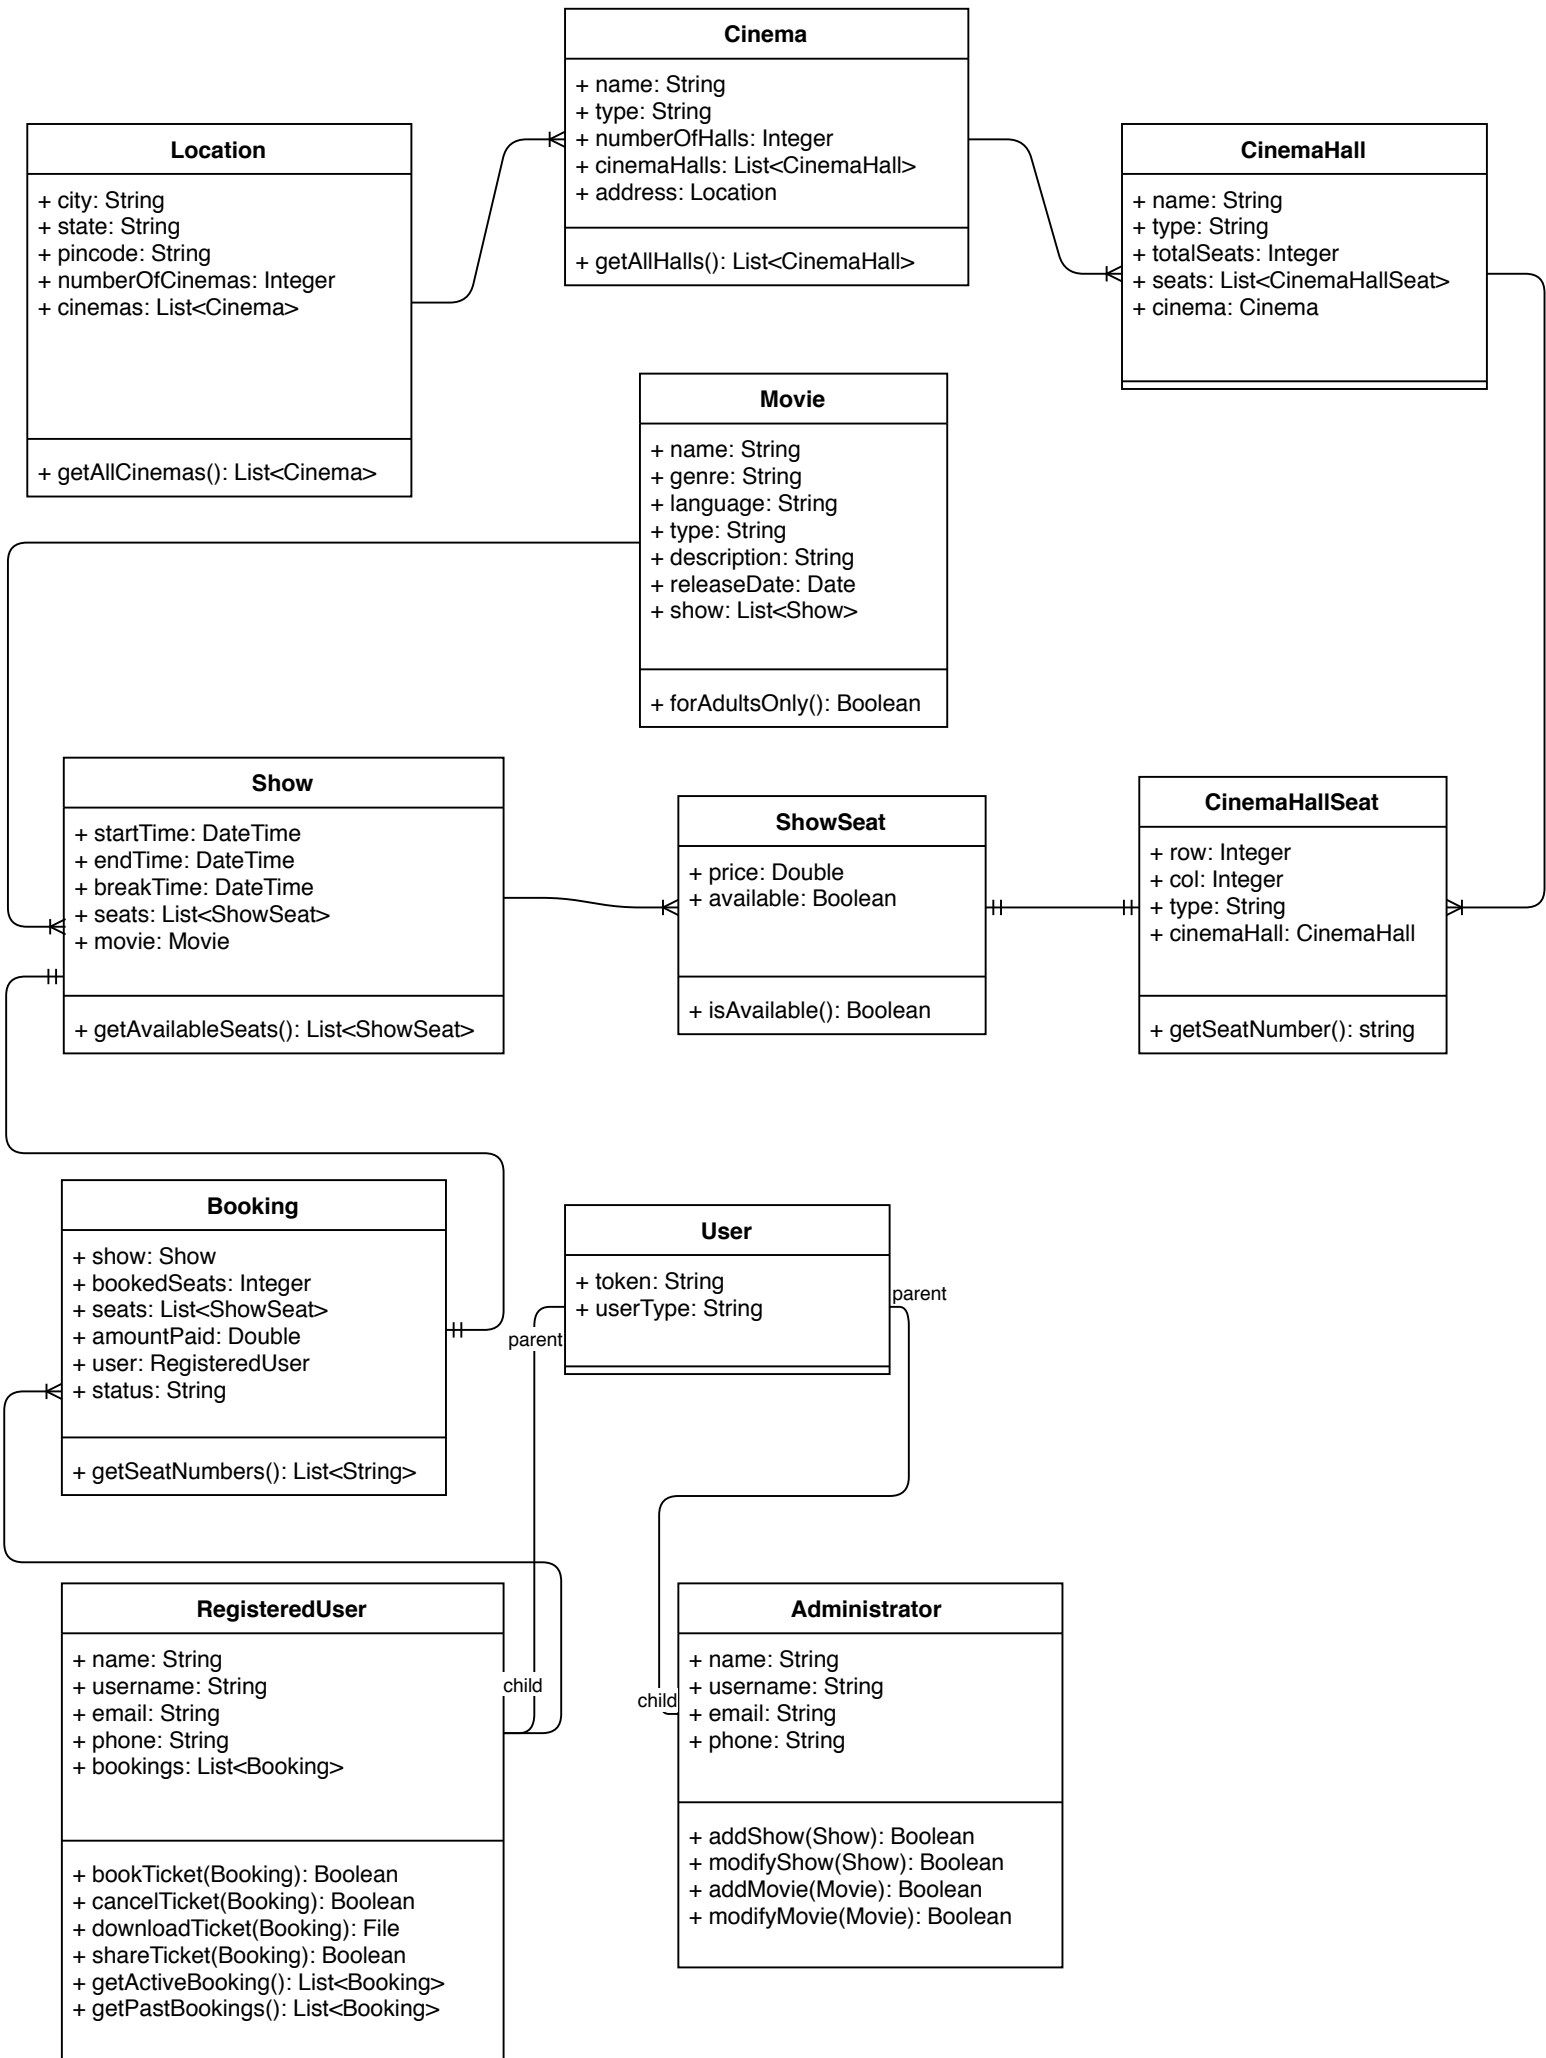 Cinema
+ name: String
+ type: String
+ numberOfHalls: Integer
+ cinemaHalls: List<CinemaHall>
+ address: Location
+ getAllHalls(): List<CinemaHall>
Location
+ city: String
+ state: String
+ pincode: String
+ numberOfCinemas: Integer
+ cinemas: List<Cinema>
+ getAllCinemas(): List<Cinema>
CinemaHall
+ name: String
+ type: String
+ totalSeats: Integer
+ seats: List<CinemaHallSeat>
+ cinema: Cinema
Movie
+ name: String
+ genre: String
+ language: String
+ type: String
+ description: String
+ releaseDate: Date
+ show: List<Show>
+ forAdultsOnly(): Boolean
Show
+ startTime: DateTime
+ endTime: DateTime
+ breakTime: DateTime
+ seats: List<ShowSeat>
+ movie: Movie
+ getAvailableSeats(): List<ShowSeat>
ShowSeat
+ price: Double
+ available: Boolean
+ isAvailable(): Boolean
CinemaHallSeat
+ row: Integer
+ col: Integer
+ type: String
+ cinemaHall: CinemaHall
+ getSeatNumber(): string
Booking
+ show: Show
+ bookedSeats: Integer
+ seats: List<ShowSeat>
+ amountPaid: Double
+ user: RegisteredUser
+ status: String
+ getSeatNumbers(): List<String>
User
+ token: String
+ userType: String
parent
parent
RegisteredUser
+ name: String
+ username: String
+ email: String
+ phone: String
+ bookings: List<Booking>
+ bookTicket(Booking): Boolean
+ cancelTicket(Booking): Boolean
+ downloadTicket(Booking): File
+ shareTicket(Booking): Boolean
+ getActiveBooking(): List<Booking>
+ getPastBookings(): List<Booking>
child
child
Administrator
+ name: String
+ username: String
+ email: String
+ phone: String
+ addShow(Show): Boolean
+ modifyShow(Show): Boolean
+ addMovie(Movie): Boolean
+ modifyMovie(Movie): Boolean